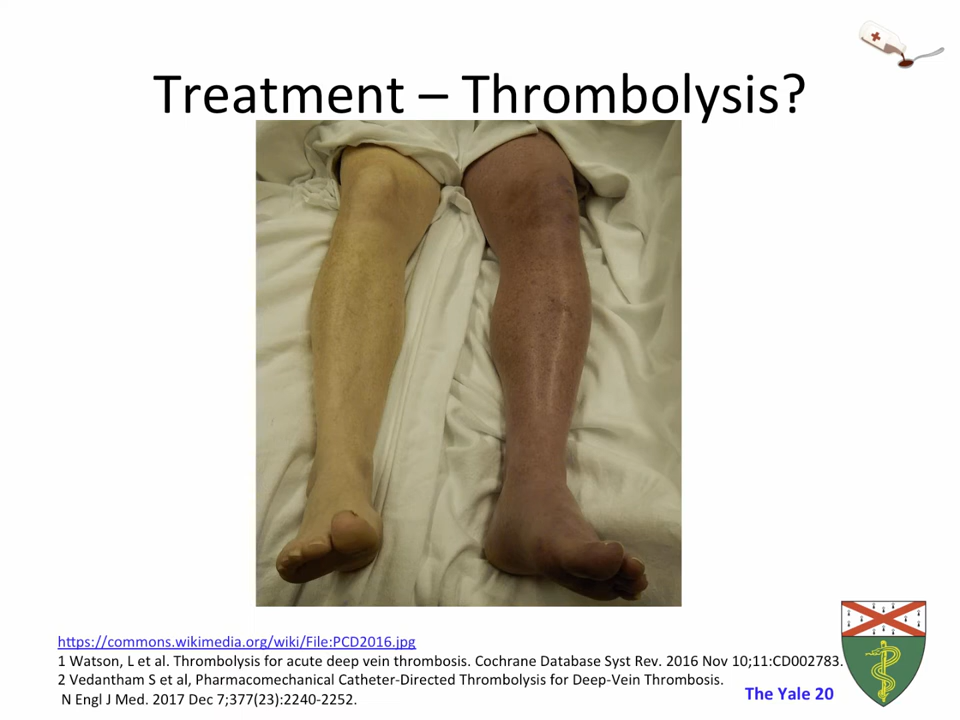 Treatment – Thrombolysis?
https://commons.wikimedia.org/wiki/File:PCD2016.jpg
1 Watson, L et al. Thrombolysis for acute deep vein thrombosis. Cochrane Database Syst Rev. 2016 Nov 10;11:CD002783.
2 Vedantham S et al, Pharmacomechanical Catheter-Directed Thrombolysis for Deep-Vein Thrombosis.
N Engl J Med. 2017 Dec 7;377(23):2240-2252.
The Yale 20